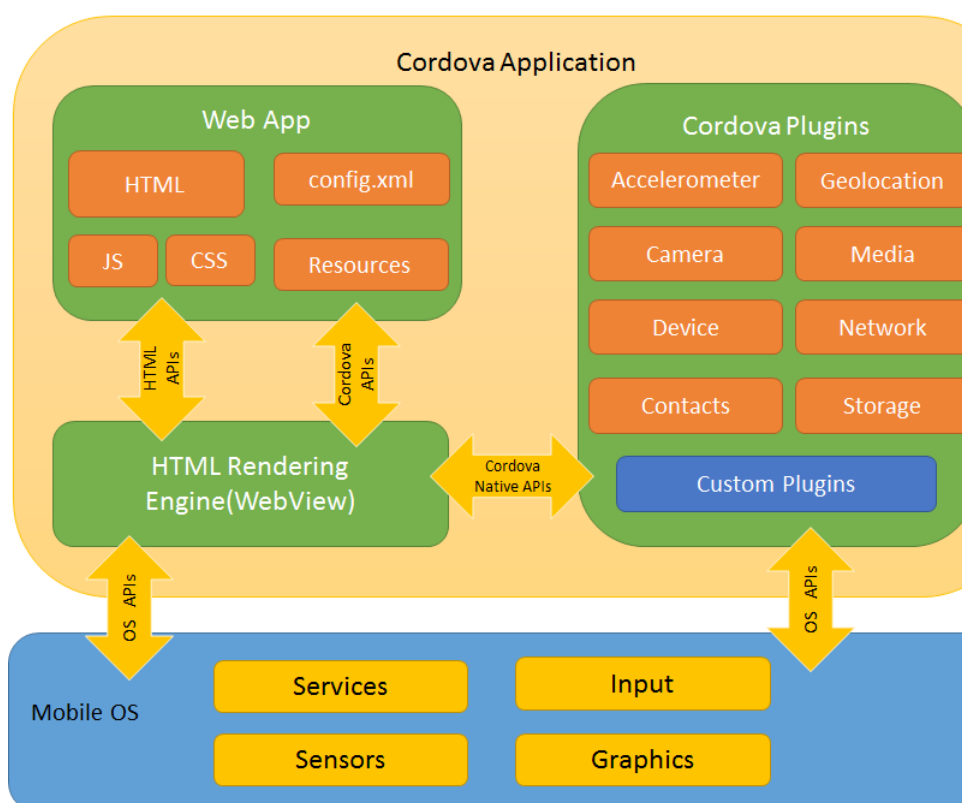 Cordova Application
Web App
HTML
config.xml
JS
CSS
Resources
HTML
APIs
Cordova
APIs
HTML Rendering
Engine(WebView)
Cordova
Native APIs
Cordova Plugins
Accelerometer
Geolocation
Camera
Media
Device
Network
Contacts
Storage
Custom Plugins
OS APIs
OS APIs
Mobile OS
Services
Input
Sensors
Graphics